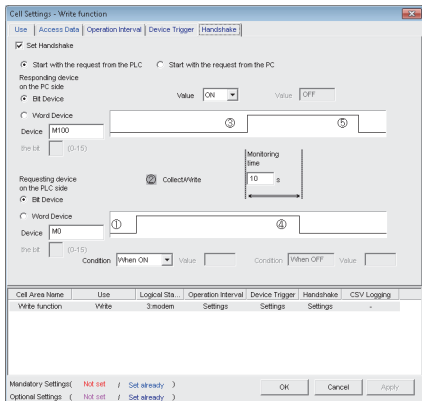 Cell Settings - Write function
Use Access Data Operation Interval Device Trigger Handshake
Set Handshake
Start with the request from the PLC Start with the request from the PC
Responding device
on the PC side
Bit Device
Value ON Value OFF
Word Device
③ ⑤
Device M100
the bit (0-15)
Monitoring
time
10 s
Requesting device
on the PLC side
② Collect/Write
Bit Device
Word Device
① ④
Device M0
the bit (0-15)
Condition When ON Value Condition When OFF Value
Cell Area Name Use Logical Sta... Operation Interval Device Trigger Handshake CSV Logging
Write function Write 3:modem Settings Settings Settings -
Mandatory Settings( Not set / Set already )
Optional Settings ( Not set / Set already )
OK Cancel Apply